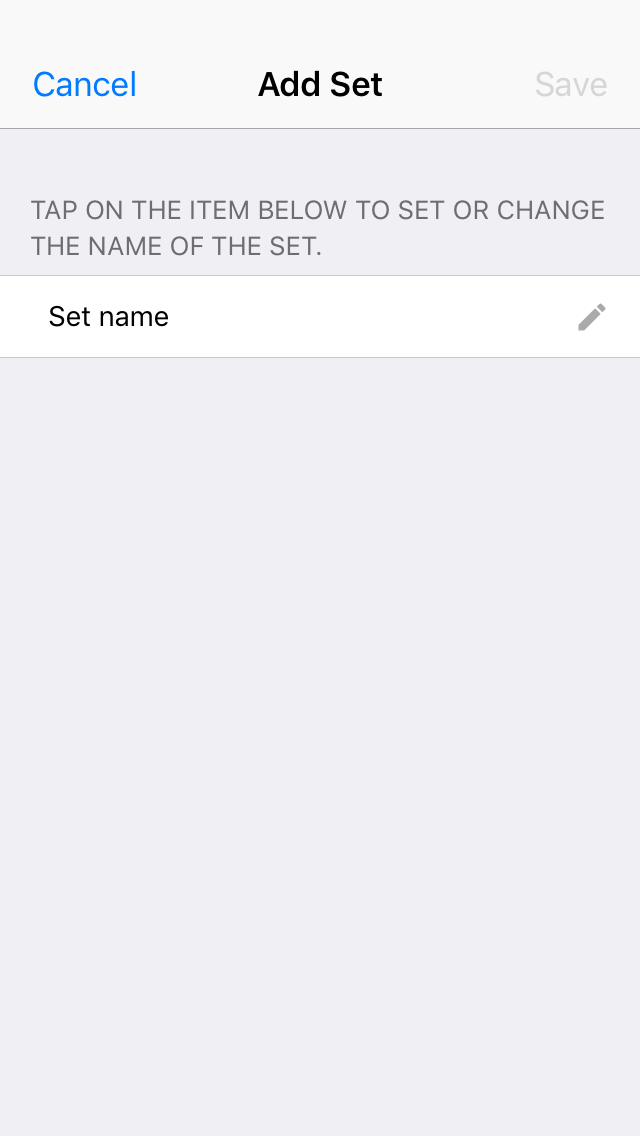 Cancel Add Set Save
TAP ON THE ITEM BELOW TO SET OR CHANGE
THE NAME OF THE SET.
Set name